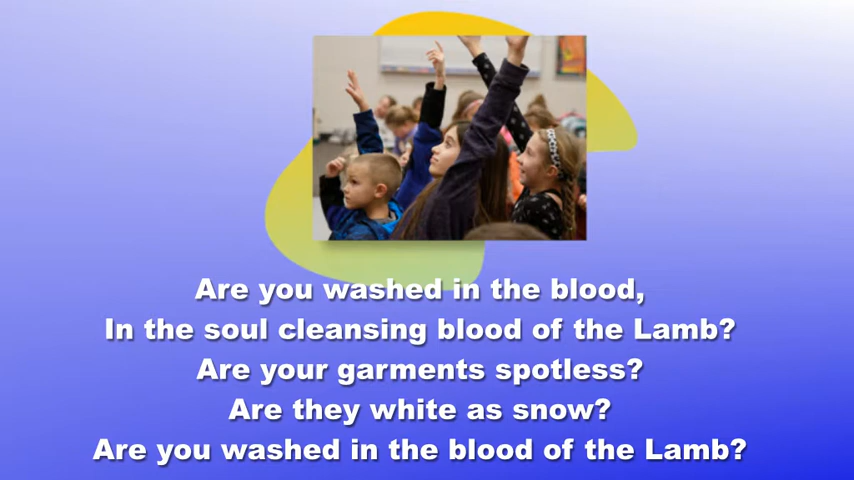 Are you washed in the blood,
In the soul cleansing blood of the Lamb?
Are your garments spotless?
Are they white as snow?
Are you washed in the blood of the Lamb?